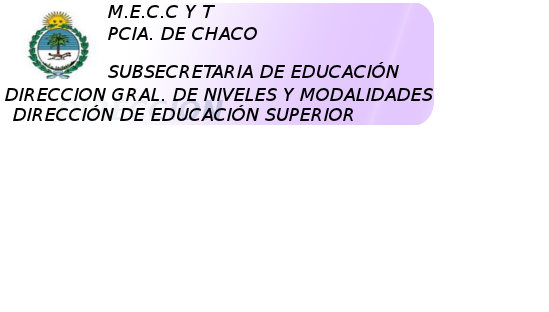 M.E.C.C Y T
PCIA. DE CHACO
SUBSECRETARIA DE EDUCACIÓN
DIRECCION GRAL. DE NIVELES Y MODALIDADES
DIRECCIÓN DE EDUCACIÓN SUPERIOR